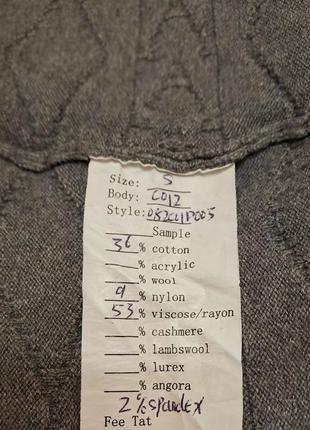 Size: S
Body: C012
Style: 082C4P005
Sample
36 % cotton
% acrylic
% wool
9 % nylon
53 % viscose/rayon
% cashmere
% lambswool
% lurex
% angora
2% spandex
Fee Tat